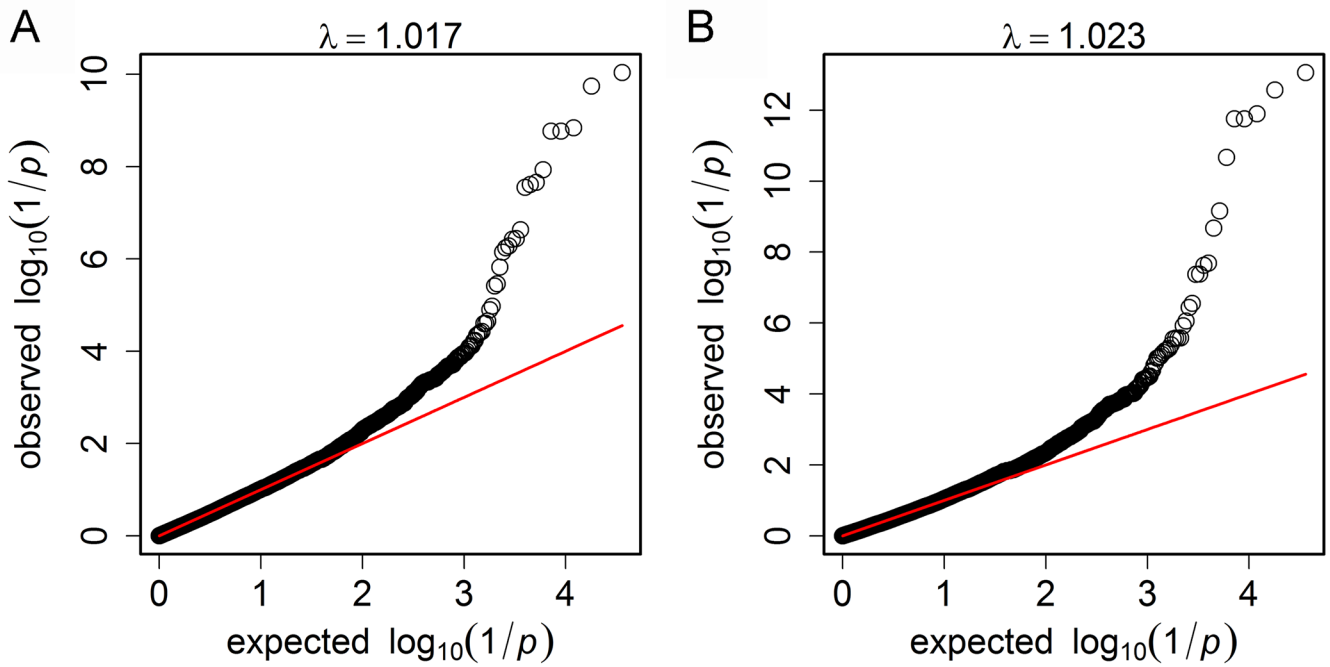 A
λ = 1.017
observed log₁₀(1/p)
10
8
6
4
2
0
0 1 2 3 4
expected log₁₀(1/p)
B
λ = 1.023
observed log₁₀(1/p)
12
10
8
6
4
2
0
0 1 2 3 4
expected log₁₀(1/p)